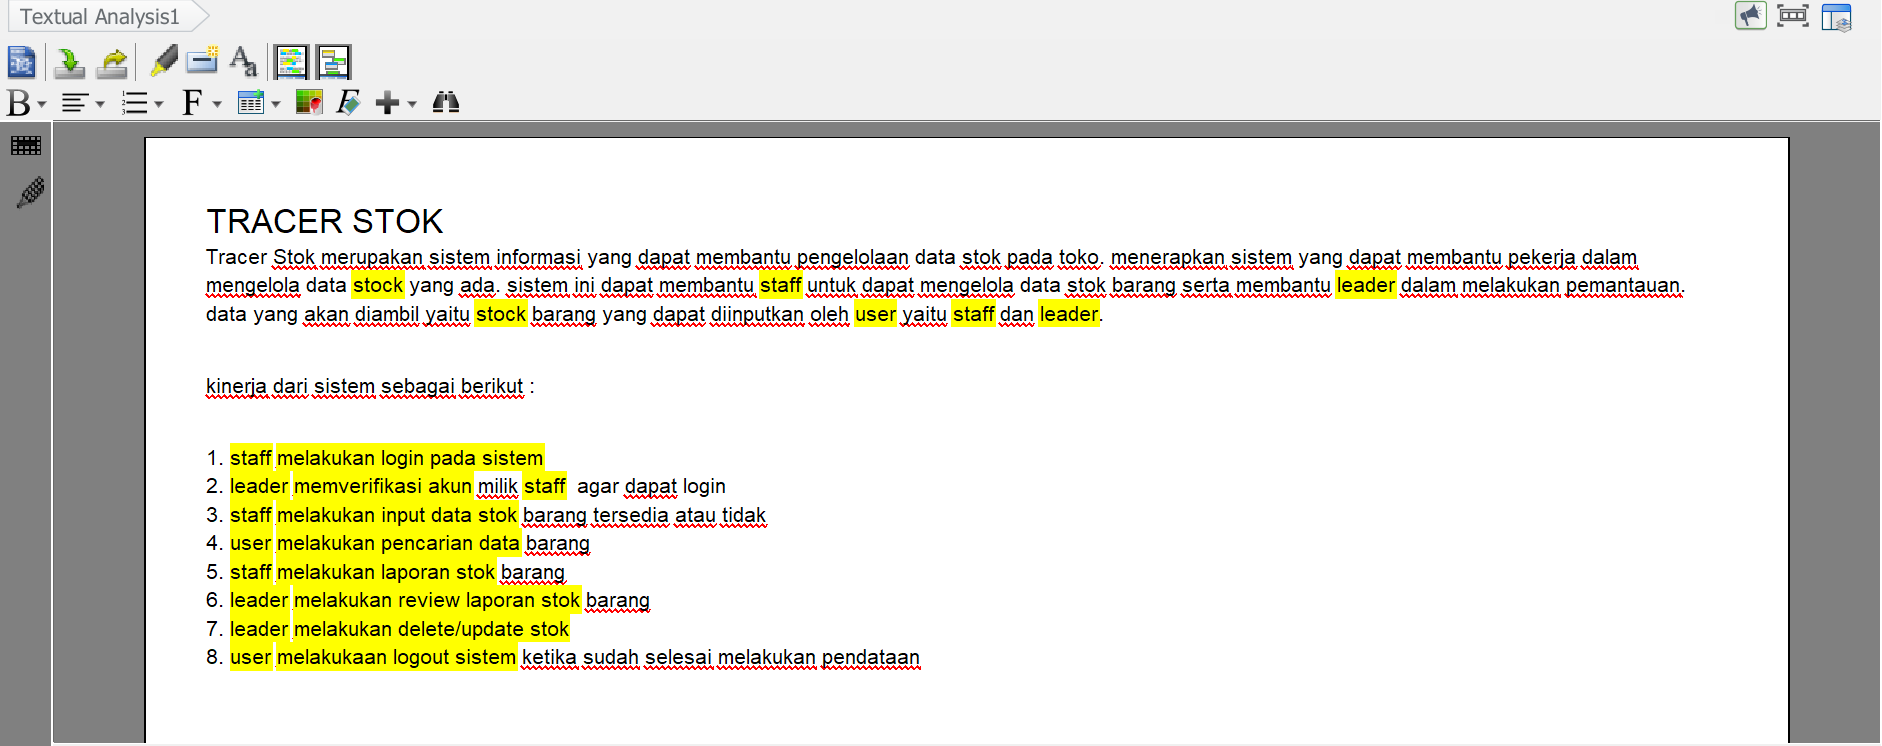 Textual Analysis1
TRACER STOK
Tracer Stok merupakan sistem informasi yang dapat membantu pengelolaan data stok pada toko. menerapkan sistem yang dapat membantu pekerja dalam
mengelola data stock yang ada. sistem ini dapat membantu staff untuk dapat mengelola data stok barang serta membantu leader dalam melakukan pemantauan.
data yang akan diambil yaitu stock barang yang dapat diinputkan oleh user yaitu staff dan leader.
kinerja dari sistem sebagai berikut :
1. staff melakukan login pada sistem
2. leader memverifikasi akun milik staff  agar dapat login
3. staff melakukan input data stok barang tersedia atau tidak
4. user melakukan pencarian data barang
5. staff melakukan laporan stok barang
6. leader melakukan review laporan stok barang
7. leader melakukan delete/update stok
8. user melakukaan logout sistem ketika sudah selesai melakukan pendataan